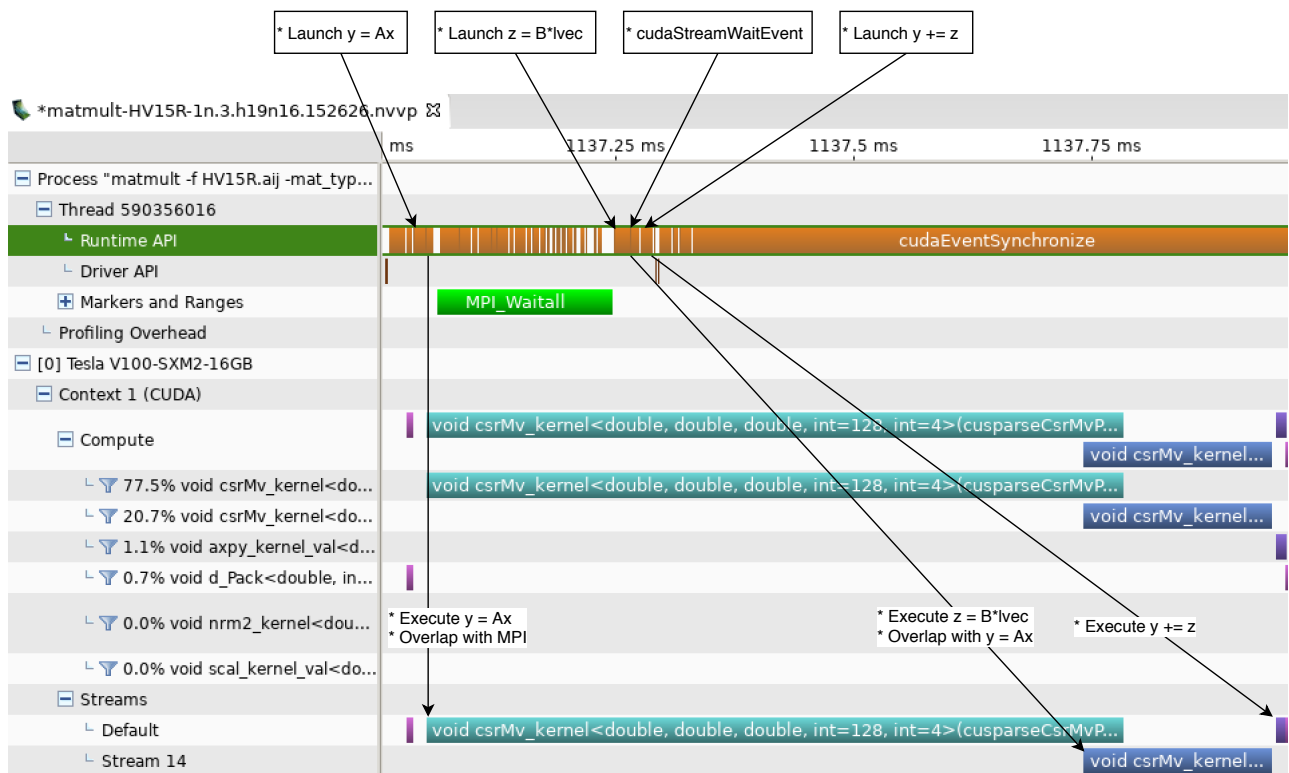 * Launch y = Ax
* Launch z = B*lvec
* cudaStreamWaitEvent
* Launch y += z
*matmult-HV15R-1n.3.h19n16.152626.nvvp
ms
1137.25 ms
1137.5 ms
1137.75 ms
Process "matmult -f HV15R.aij -mat_typ...
Thread 590356016
Runtime API
cudaEventSynchronize
Driver API
Markers and Ranges
MPI_Waitall
Profiling Overhead
[0] Tesla V100-SXM2-16GB
Context 1 (CUDA)
Compute
void csrMv_kernel<double, double, double, int=128, int=4>(cusparseCsrMvP...
void csrMv_kernel...
77.5% void csrMv_kernel<do...
void csrMv_kernel<double, double, double, int=128, int=4>(cusparseCsrMvP...
20.7% void csrMv_kernel<do...
void csrMv_kernel...
1.1% void axpy_kernel_val<d...
0.7% void d_Pack<double, in...
0.0% void nrm2_kernel<dou...
* Execute y = Ax
* Overlap with MPI
* Execute z = B*lvec
* Overlap with y = Ax
* Execute y += z
0.0% void scal_kernel_val<do...
Streams
Default
void csrMv_kernel<double, double, double, int=128, int=4>(cusparseCsrMvP...
Stream 14
void csrMv_kernel...